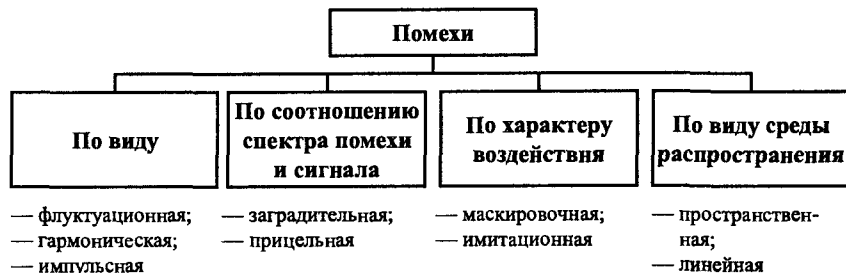 Помехи
По виду
По соотношению
спектра помехи
и сигнала
По характеру
воздействня
По виду среды
распространения
— флуктуационная;
— гармоническая;
— импульсная
— заградительная;
— прицельная
— маскировочная;
— имитационная
— пространствен-
ная;
— линейная